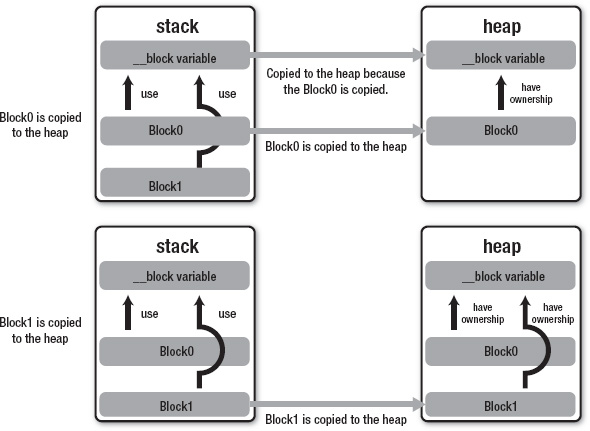 stack
__block variable
use
use
Block0
Block1
Block0 is copied
to the heap
Copied to the heap because
the Block0 is copied.
Block0 is copied to the heap
heap
__block variable
have
ownership
Block0
stack
__block variable
use
use
Block0
Block1
Block1 is copied
to the heap
Block1 is copied to the heap
heap
__block variable
have
ownership
have
ownership
Block0
Block1